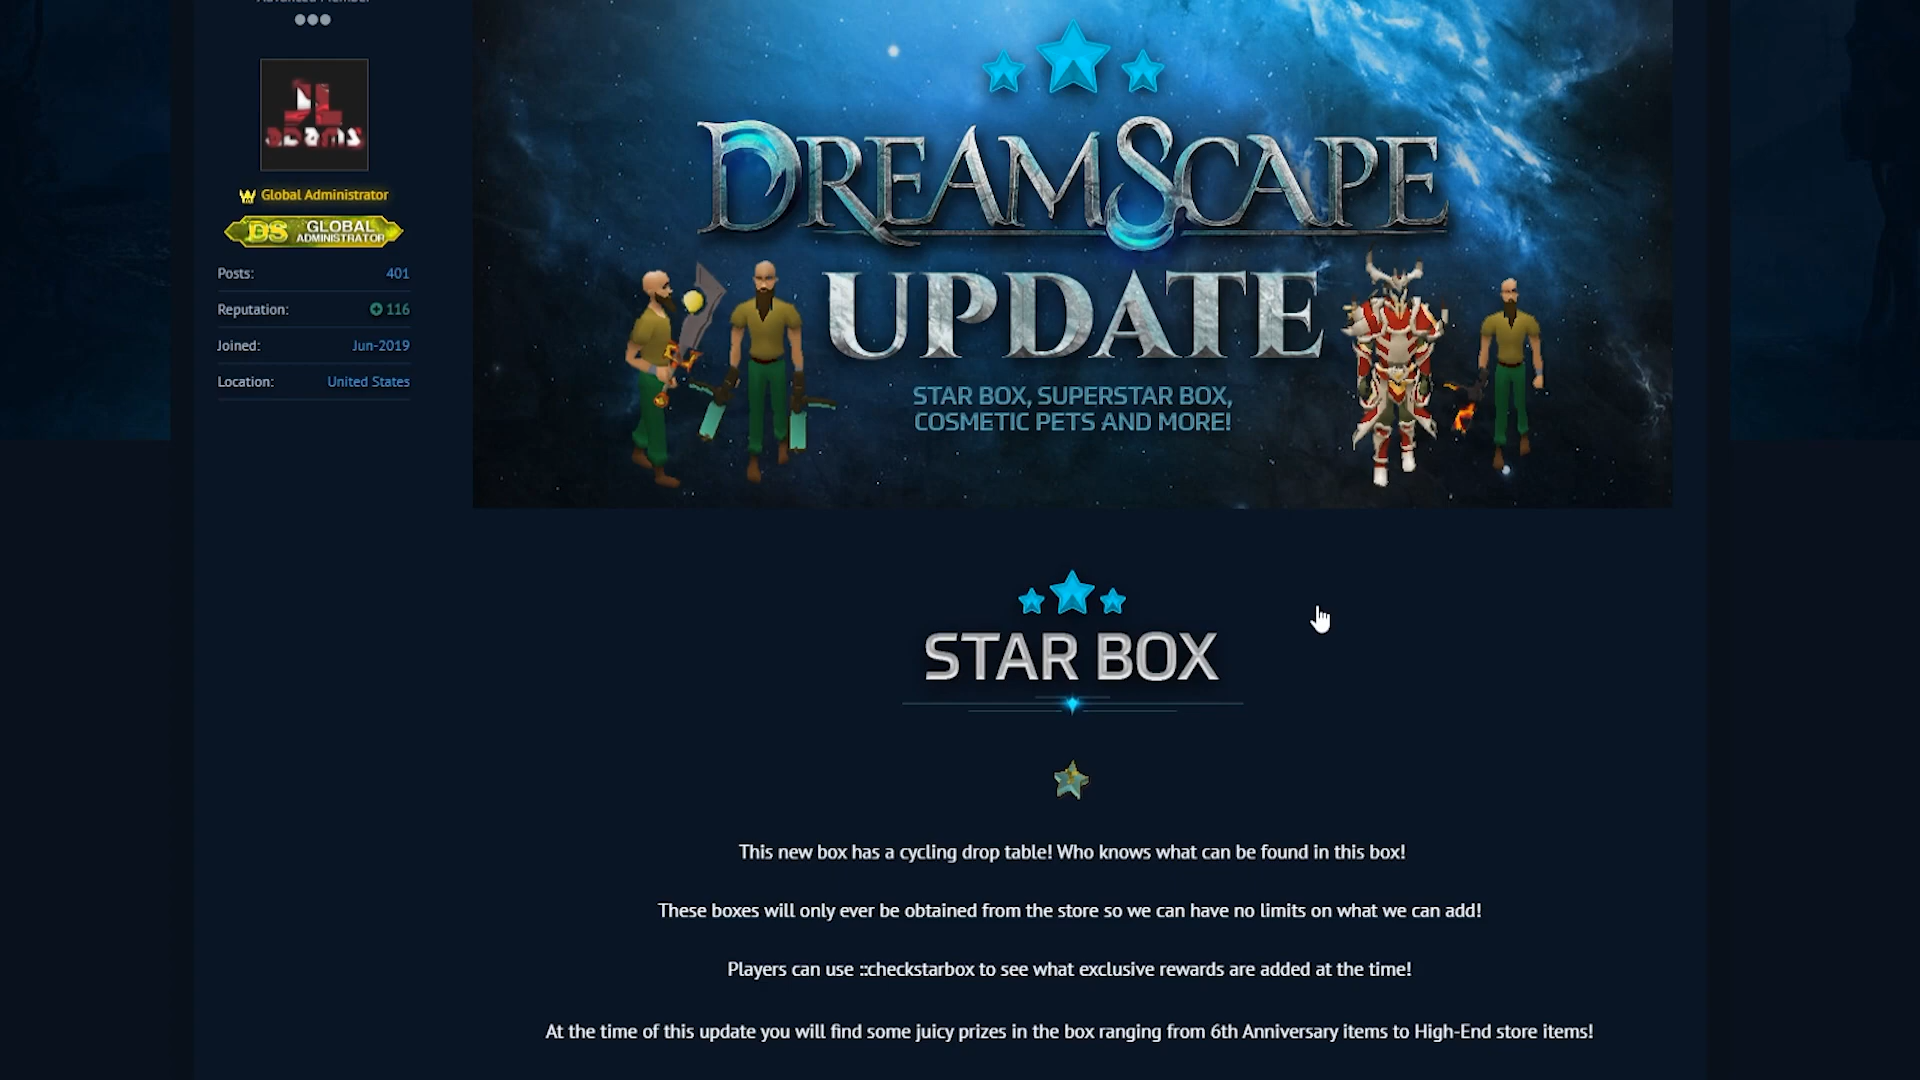 Advanced Member
JL
adams
Global Administrator
DS GLOBAL
ADMINISTRATOR
Posts: 401
Reputation: 116
Joined: Jun-2019
Location: United States
DREAMSCAPE
UPDATE
STAR BOX, SUPERSTAR BOX,
COSMETIC PETS AND MORE!
STAR BOX
This new box has a cycling drop table! Who knows what can be found in this box!
These boxes will only ever be obtained from the store so we can have no limits on what we can add!
Players can use ::checkstarbox to see what exclusive rewards are added at the time!
At the time of this update you will find some juicy prizes in the box ranging from 6th Anniversary items to High-End store items!